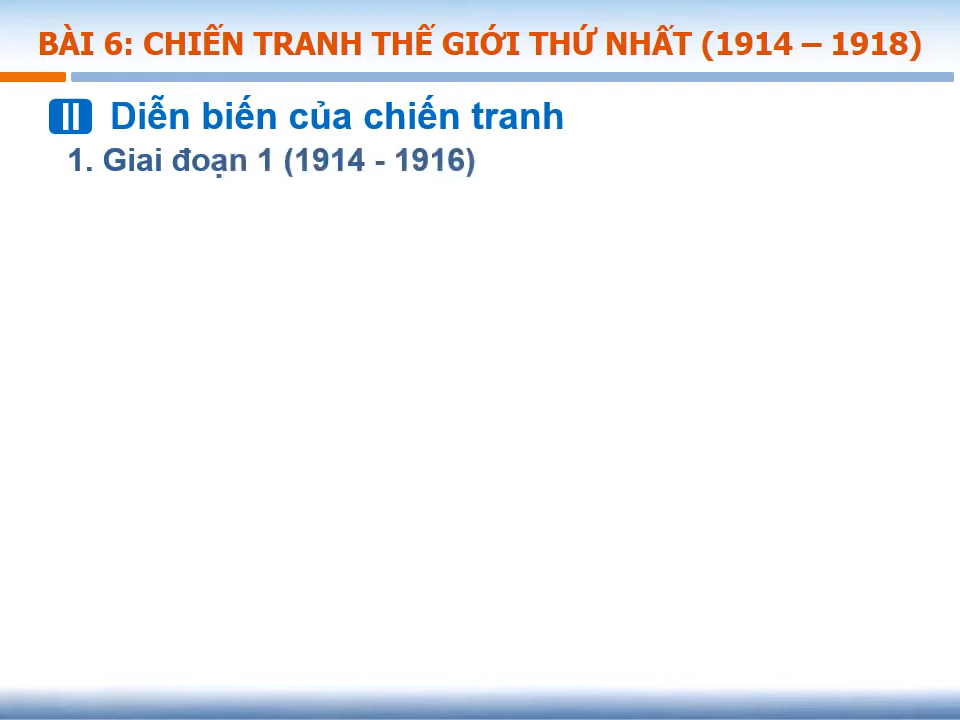 BÀI 6: CHIẾN TRANH THẾ GIỚI THỨ NHẤT (1914 – 1918)
II Diễn biến của chiến tranh
1. Giai đoạn 1 (1914 - 1916)